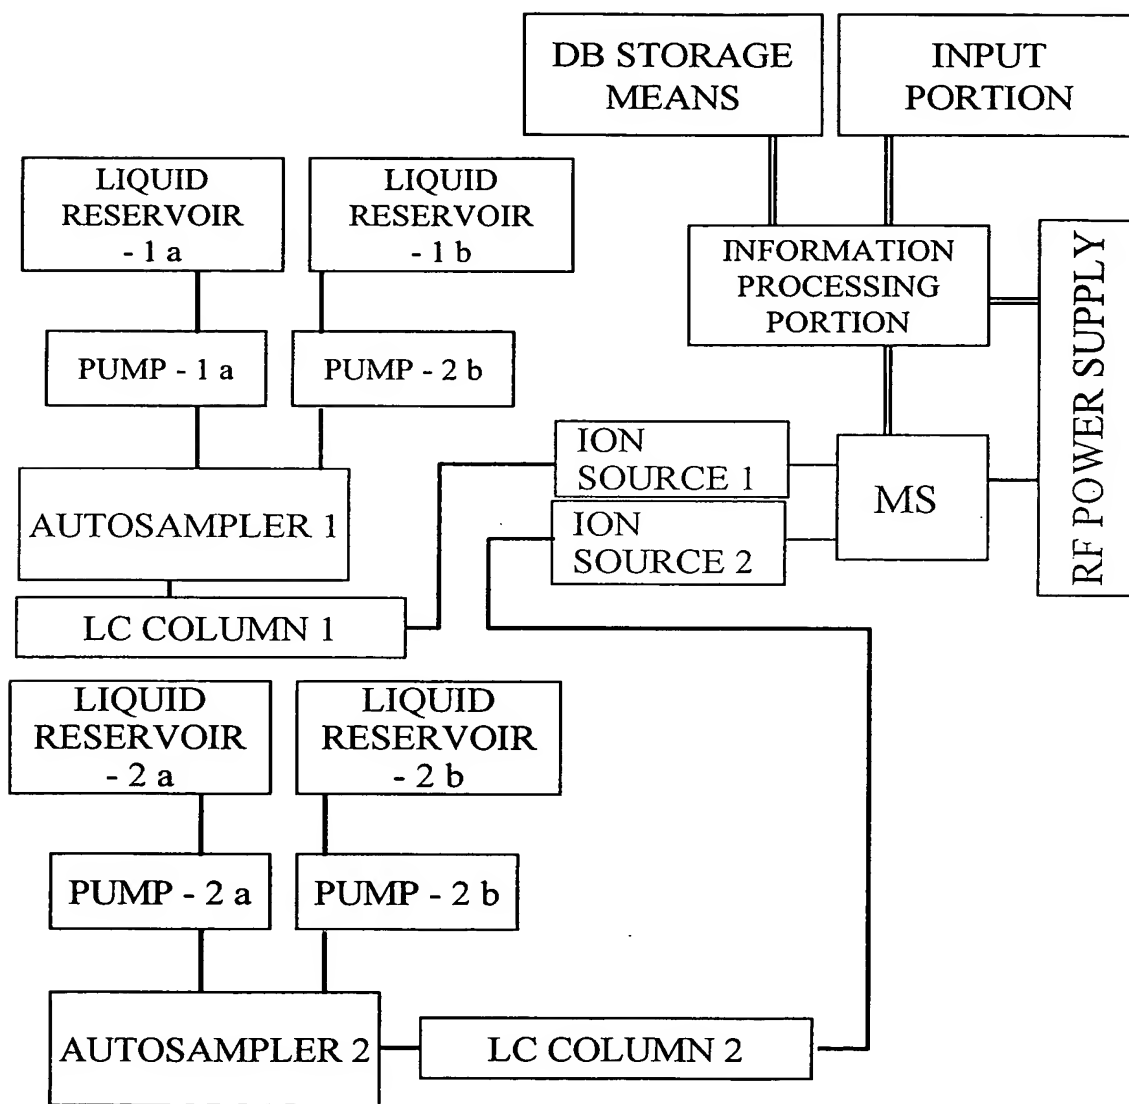 DB STORAGE
MEANS
INPUT
PORTION
LIQUID
RESERVOIR
- 1 a
LIQUID
RESERVOIR
- 1 b
INFORMATION
PROCESSING
PORTION
RF POWER SUPPLY
PUMP - 1 a
PUMP - 2 b
ION
SOURCE 1
MS
AUTOSAMPLER 1
ION
SOURCE 2
LC COLUMN 1
LIQUID
RESERVOIR
- 2 a
LIQUID
RESERVOIR
- 2 b
PUMP - 2 a
PUMP - 2 b
AUTOSAMPLER 2
LC COLUMN 2